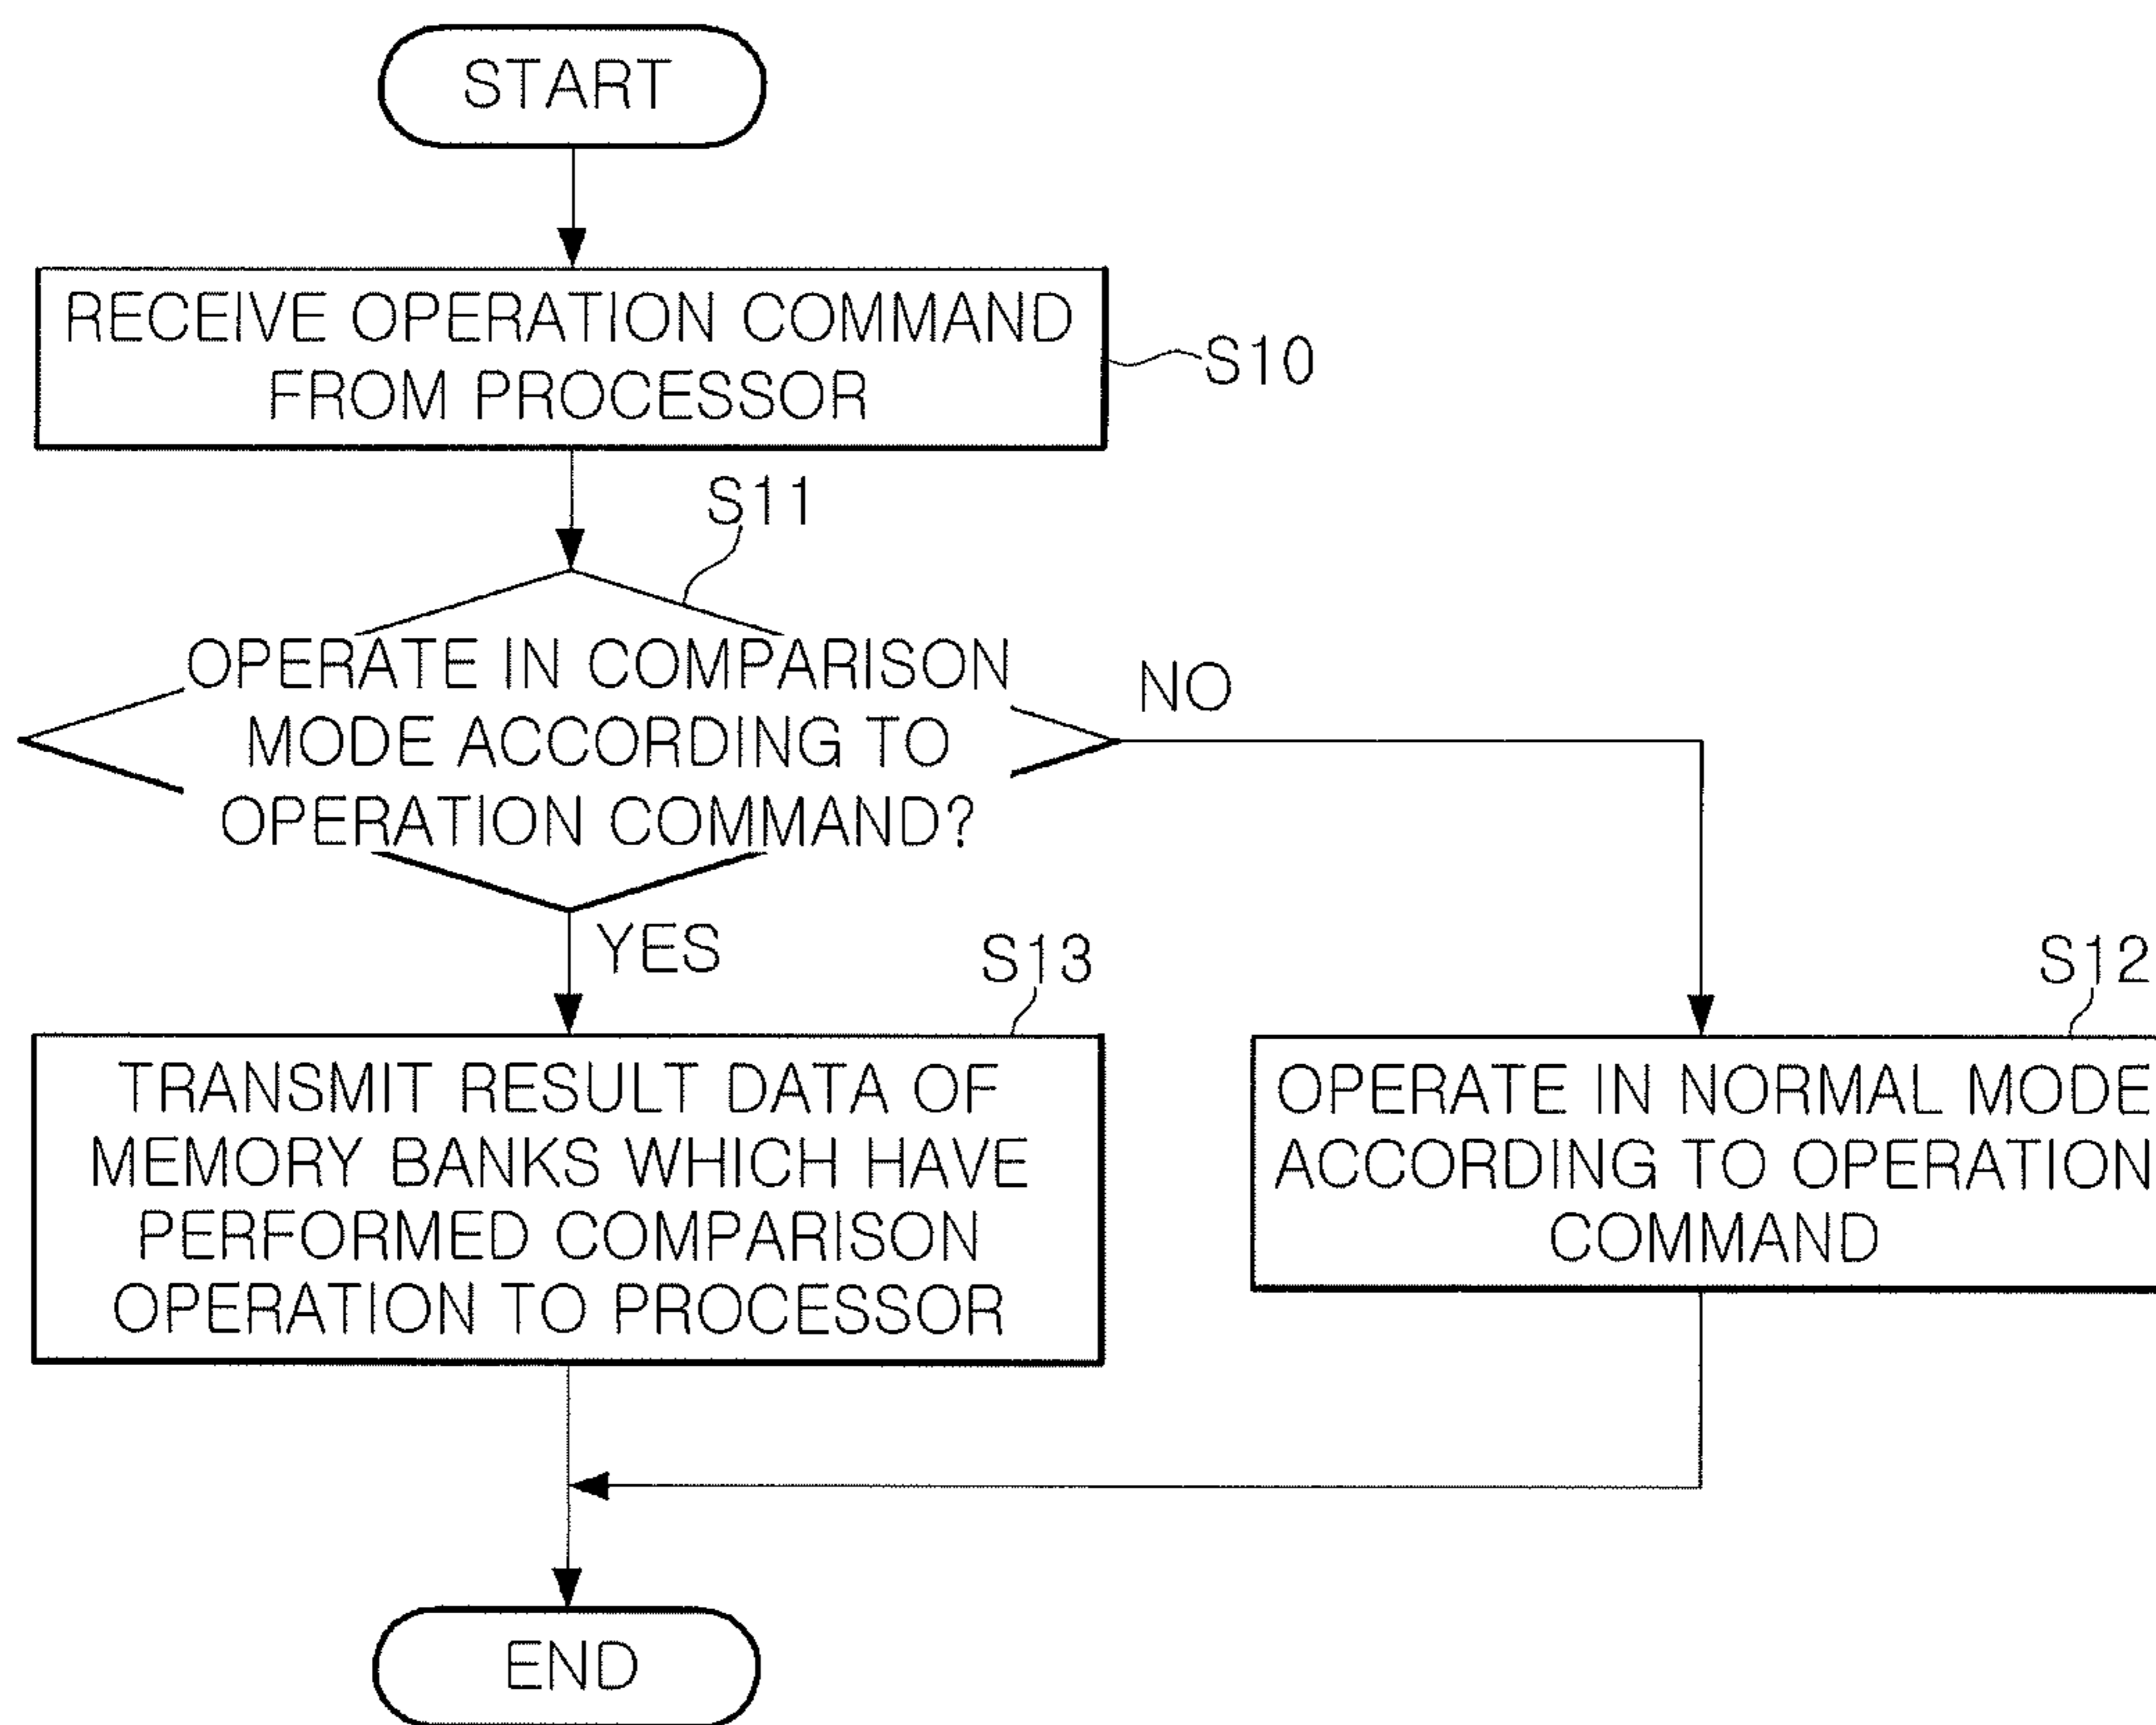 START
RECEIVE OPERATION COMMAND
FROM PROCESSOR
S10
S11
OPERATE IN COMPARISON
MODE ACCORDING TO
OPERATION COMMAND?
NO
YES
S13
TRANSMIT RESULT DATA OF
MEMORY BANKS WHICH HAVE
PERFORMED COMPARISON
OPERATION TO PROCESSOR
S12
OPERATE IN NORMAL MODE
ACCORDING TO OPERATION
COMMAND
END